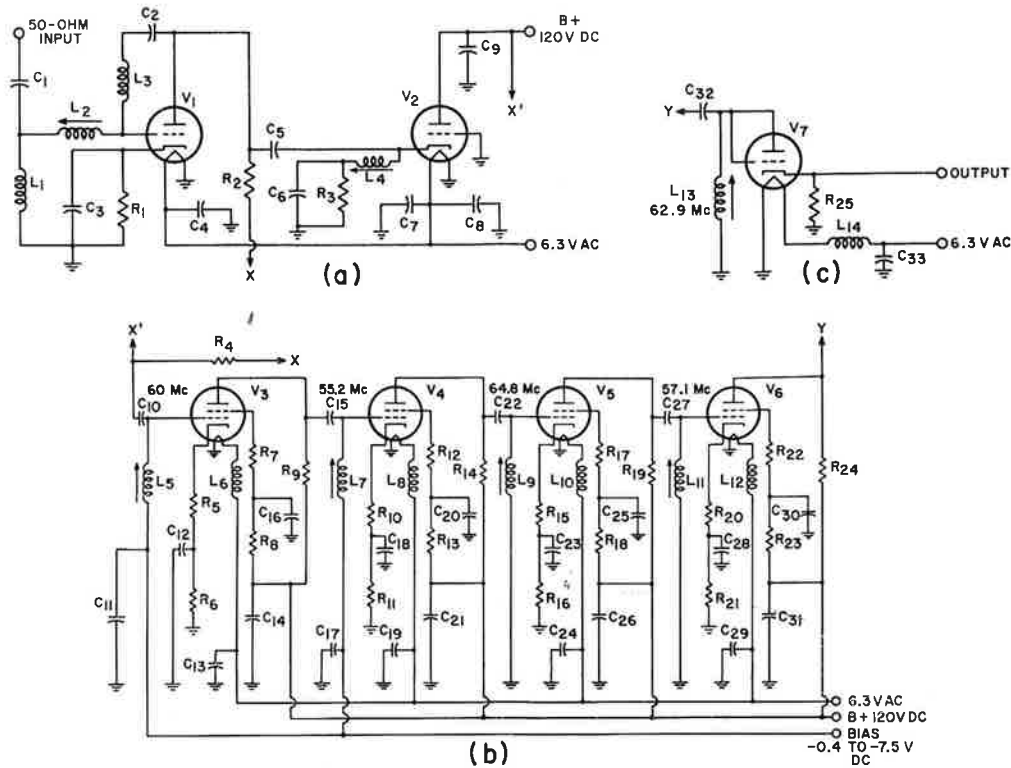 50-OHM
INPUT
C2
B+
120 V DC
C9
C1
L3
V1
V2
X'
L2
C5
L1
C3
R1
C4
R2
C6
R3
L4
C7
C8
6.3 V AC
X
(a)
C32
Y
V7
L13
62.9 Mc
R25
OUTPUT
L14
6.3 V AC
C33
(c)
X'
R4
X
Y
60 Mc
V3
55.2 Mc
V4
64.8 Mc
V5
57.1 Mc
V6
C10
C15
C22
C27
L5
L6
R7
R9
L7
L8
R12
R14
L9
L10
R17
R19
L11
L12
R22
R24
R5
C16
R10
C20
R15
C25
R20
C30
C12
R8
C18
R13
C23
R18
C28
R23
C11
R6
C14
R11
C21
R16
C26
R21
C31
C13
C17
C19
C24
C29
6.3 V AC
B+ 120V DC
BIAS
-0.4 TO -7.5 V
DC
(b)